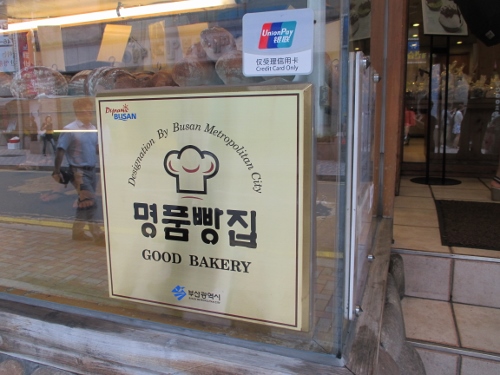 UnionPay
银联
仅受理信用卡
Credit Card Only
Dynamic
BUSAN
Designation By Busan Metropolitan City
명품빵집
GOOD BAKERY
부산광역시